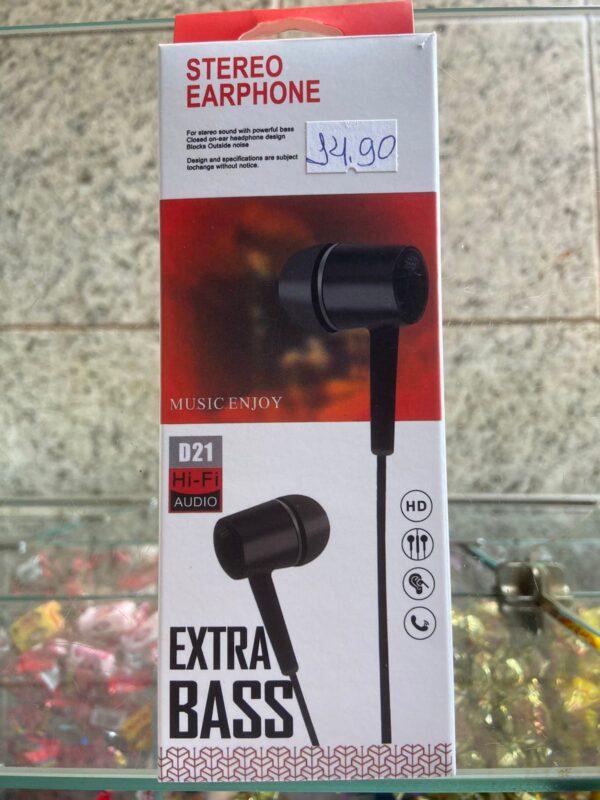 STEREO
EARPHONE
For stereo sound with powerful bass
Closed on-ear headphone design
Blocks Outside noise
Design and specifications are subject
tochange without notice.
14.90
MUSIC ENJOY
D21
Hi-Fi
AUDIO
HD
EXTRA
BASS